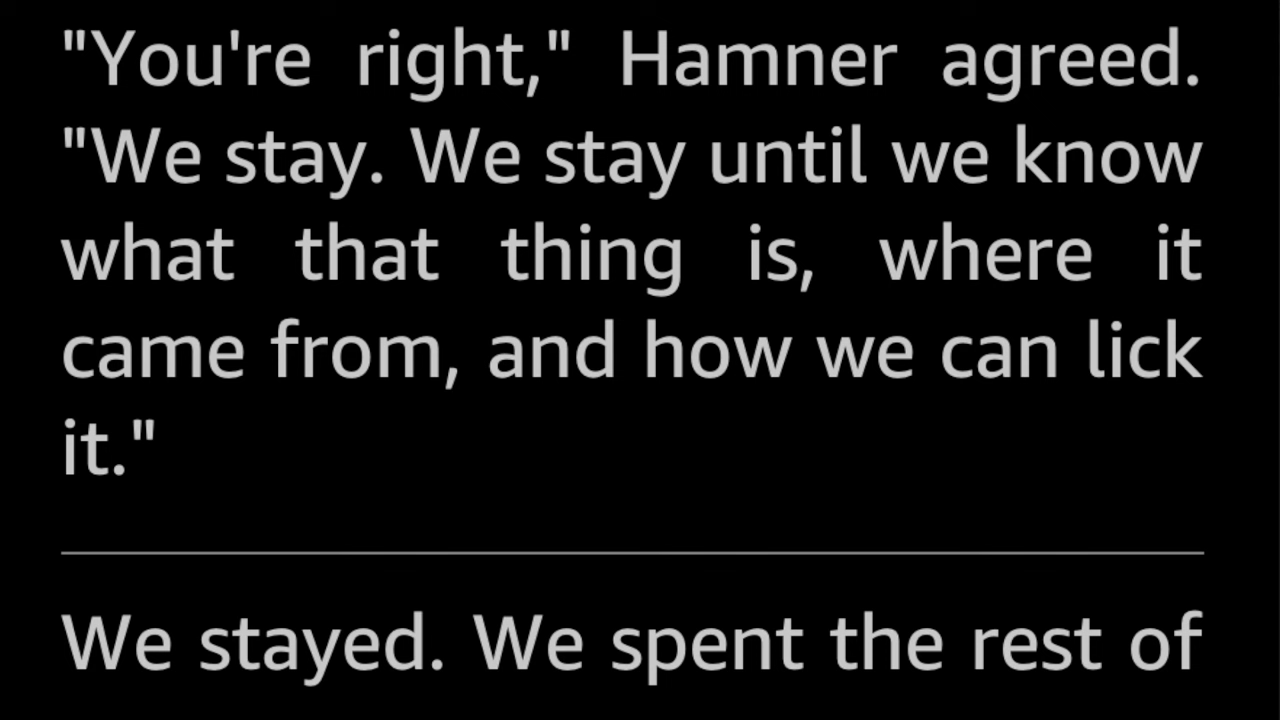 "You're right," Hamner agreed.
"We stay. We stay until we know
what that thing is, where it
came from, and how we can lick
it."
We stayed. We spent the rest of